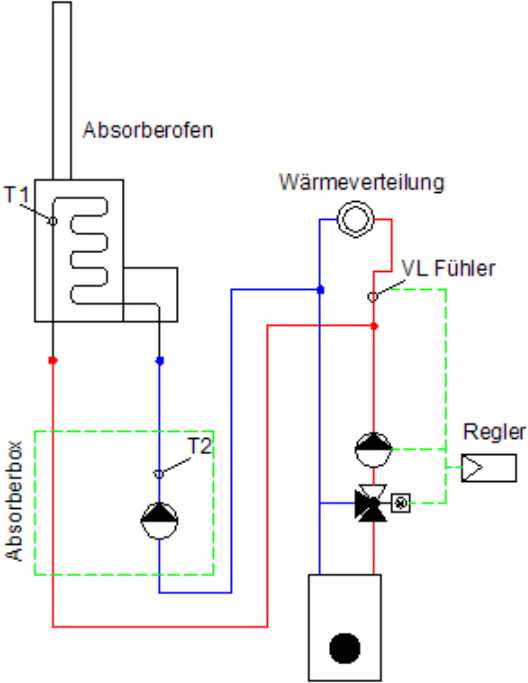 Absorberofen
T1
Wärmeverteilung
VL Fühler
Regler
T2
Absorberbox